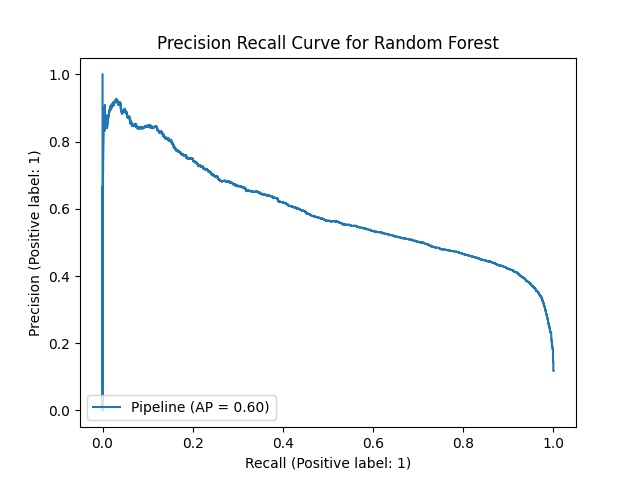 Precision Recall Curve for Random Forest
1.0
0.8
0.6
0.4
0.2
0.0
Precision (Positive label: 1)
Pipeline (AP = 0.60)
0.0 0.2 0.4 0.6 0.8 1.0
Recall (Positive label: 1)